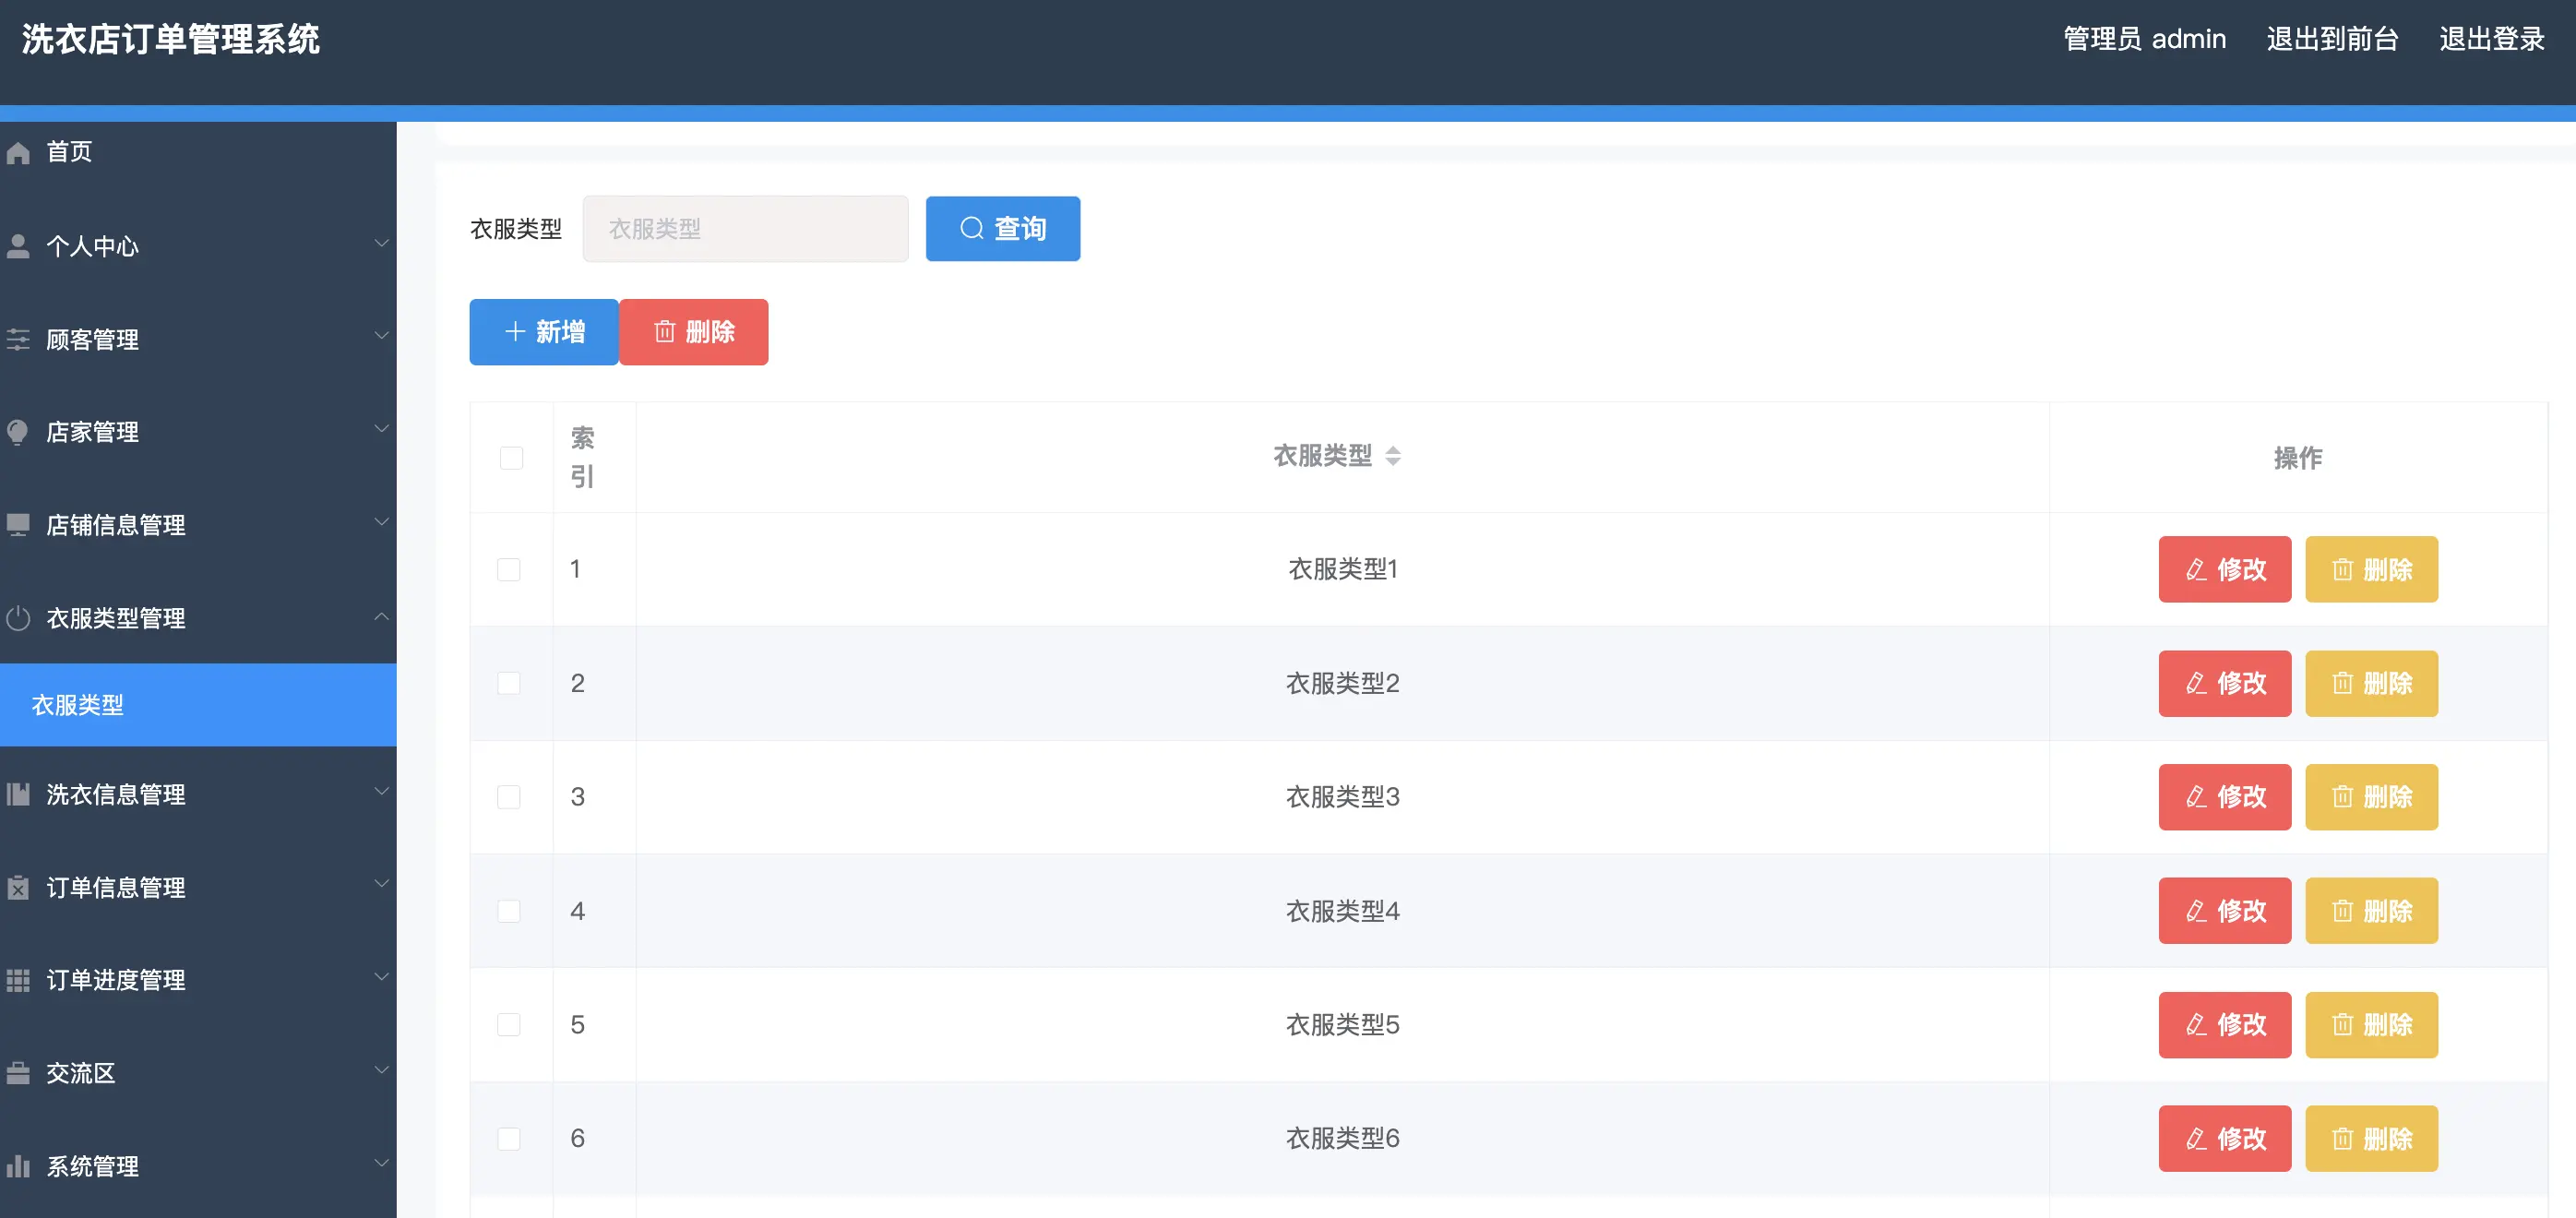 洗衣店订单管理系统
管理员 admin 退出到前台 退出登录
首页
个人中心
顾客管理
店家管理
店铺信息管理
衣服类型管理
衣服类型
洗衣信息管理
订单信息管理
订单进度管理
交流区
系统管理
衣服类型 衣服类型 查询
新增 删除
索引 衣服类型 操作
1 衣服类型1 修改 删除
2 衣服类型2 修改 删除
3 衣服类型3 修改 删除
4 衣服类型4 修改 删除
5 衣服类型5 修改 删除
6 衣服类型6 修改 删除